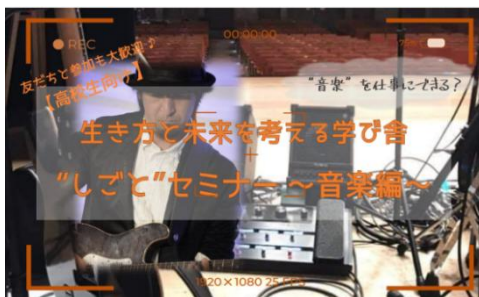 REC
00:00:00
友だちと参加も大歓迎♪
【高校生向け】
"音楽" を仕事にできる?
生き方と未来を考える学び舎
+
"しごと"セミナー ～音楽編～
1920×1080 25 FPS